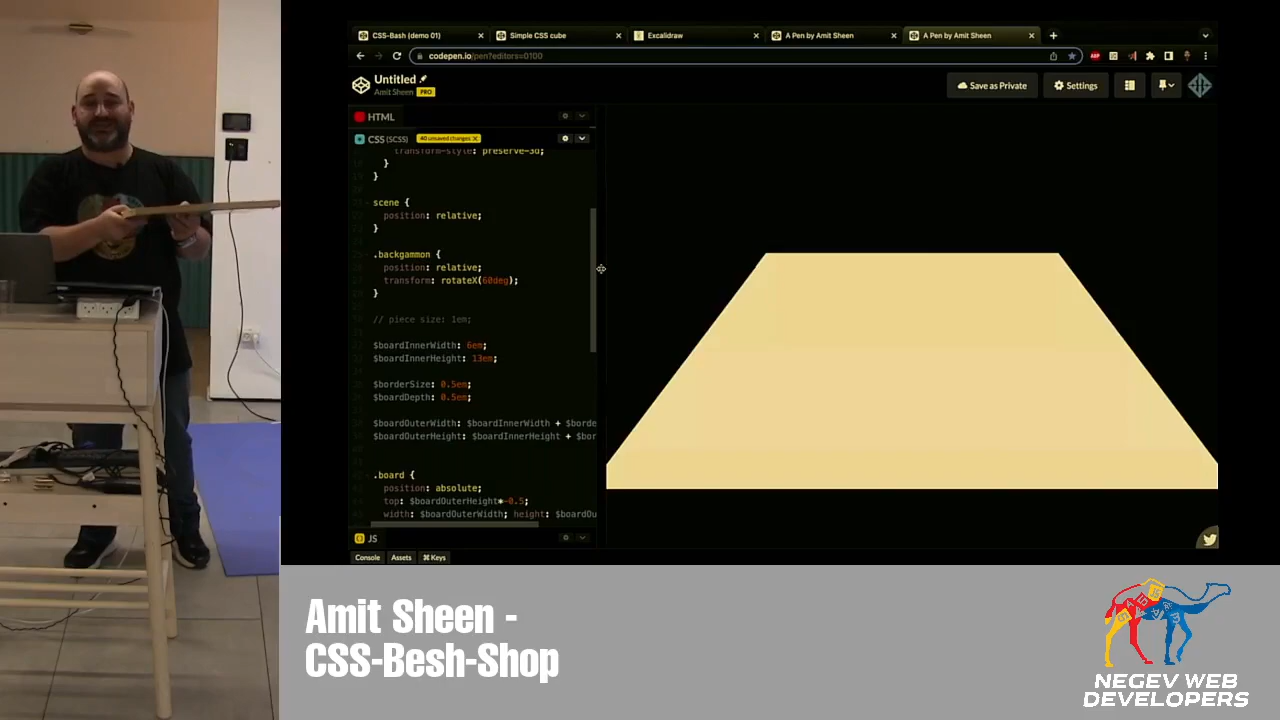 CSS-Bash (demo 01)
Simple CSS cube
Excalidraw
A Pen by Amit Sheen
A Pen by Amit Sheen
codepen.io/pen?editors=0100
Untitled
Amit Sheen PRO
Save as Private
Settings
HTML
CSS (SCSS) 40 unsaved changes X
transform-style: preserve-3d;
}
}
scene {
position: relative;
}
.backgammon {
position: relative;
transform: rotateX(60deg);
}
// piece size: 1em;
$boardInnerWidth: 6em;
$boardInnerHeight: 13em;
$borderSize: 0.5em;
$boardDepth: 0.5em;
$boardOuterWidth: $boardInnerWidth + $borde
$boardOuterHeight: $boardInnerHeight + $bor
.board {
position: absolute;
top: $boardOuterHeight*-0.5;
width: $boardOuterWidth; height: $boardOu
JS
Console Assets ⌘ Keys
Amit Sheen -
CSS-Besh-Shop
NEGEV WEB
DEVELOPERS